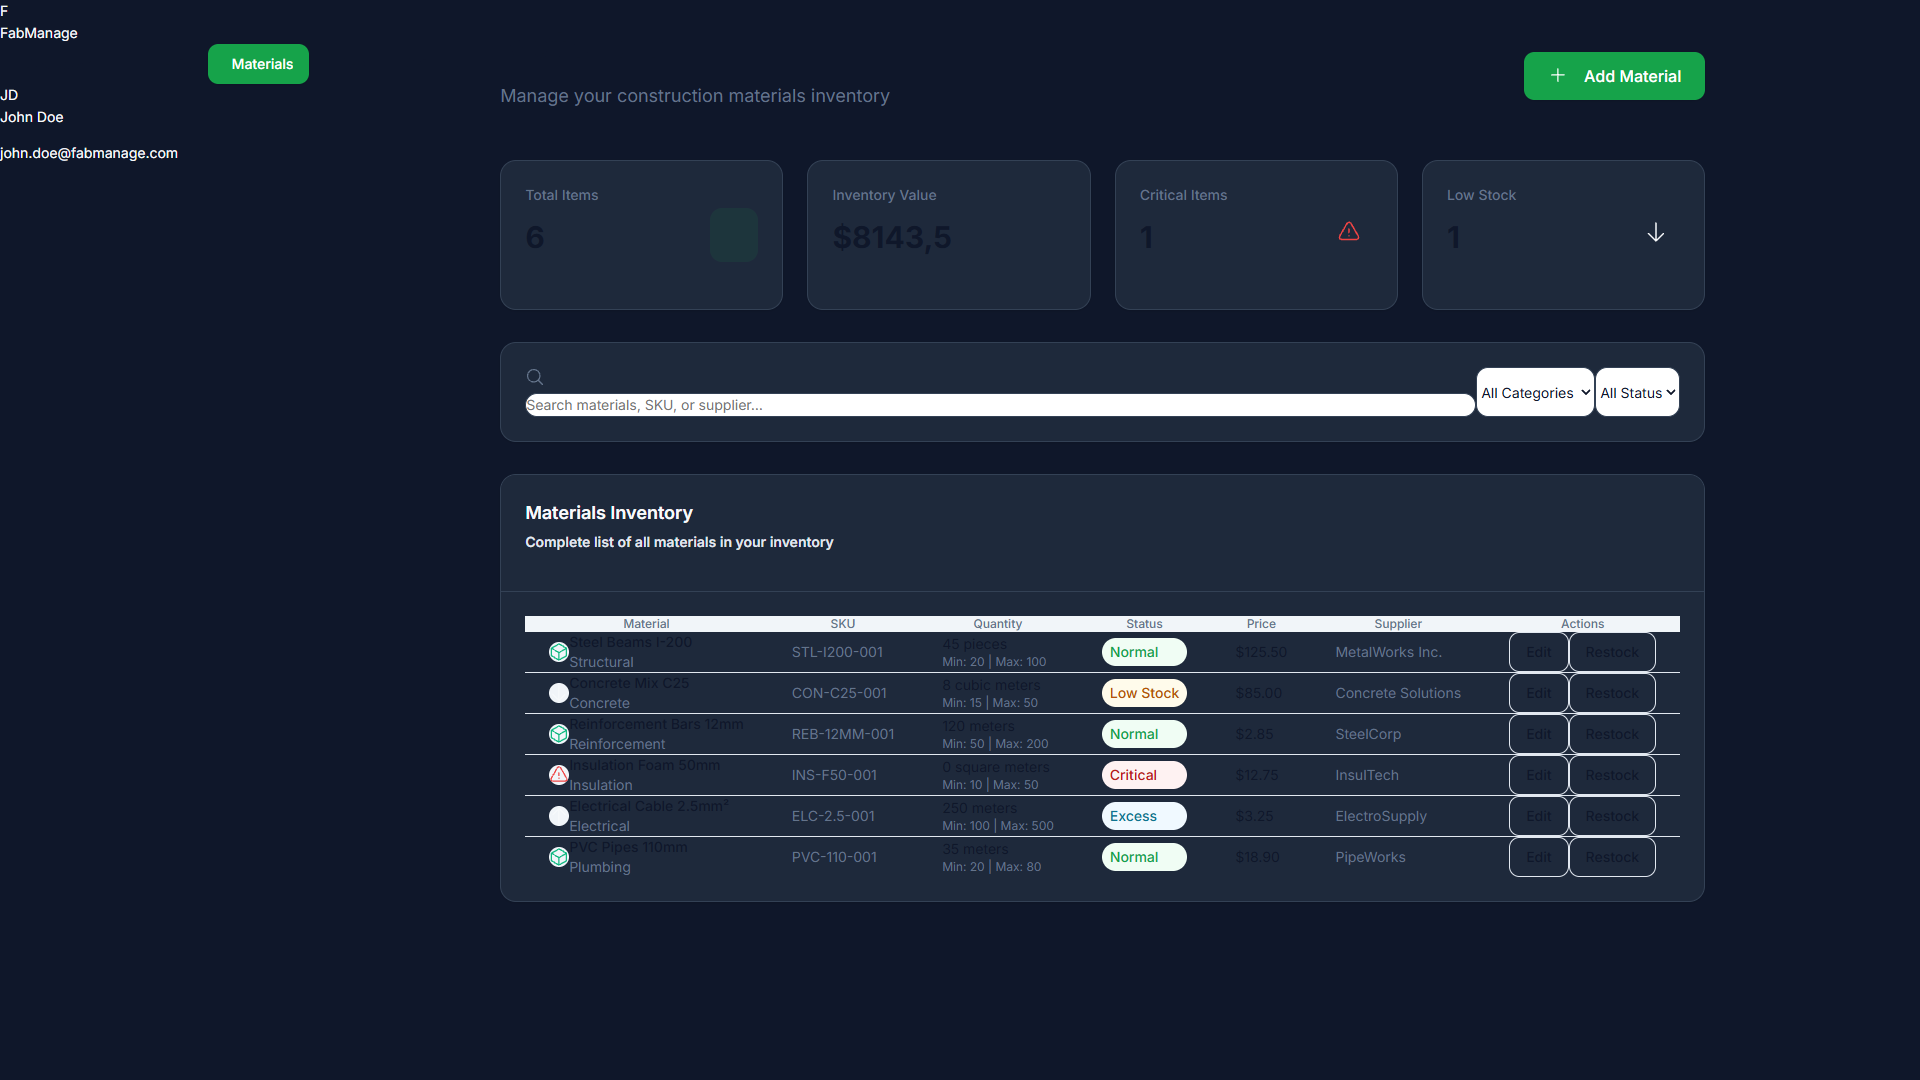 F
FabManage
Materials
JD
John Doe
john.doe@fabmanage.com
Manage your construction materials inventory
Add Material
Total Items
6
Inventory Value
$8143,5
Critical Items
1
Low Stock
1
Search materials, SKU, or supplier...
All Categories
All Status
Materials Inventory
Complete list of all materials in your inventory
Material SKU Quantity Status Price Supplier Actions
Steel Beams I-200
Structural
STL-I200-001
45 pieces
Min: 20 | Max: 100
Normal
$125.50
MetalWorks Inc.
Edit
Restock
Concrete Mix C25
Concrete
CON-C25-001
8 cubic meters
Min: 15 | Max: 50
Low Stock
$85.00
Concrete Solutions
Edit
Restock
Reinforcement Bars 12mm
Reinforcement
REB-12MM-001
120 meters
Min: 50 | Max: 200
Normal
$2.85
SteelCorp
Edit
Restock
Insulation Foam 50mm
Insulation
INS-F50-001
0 square meters
Min: 10 | Max: 50
Critical
$12.75
InsulTech
Edit
Restock
Electrical Cable 2.5mm²
Electrical
ELC-2.5-001
250 meters
Min: 100 | Max: 500
Excess
$3.25
ElectroSupply
Edit
Restock
PVC Pipes 110mm
Plumbing
PVC-110-001
35 meters
Min: 20 | Max: 80
Normal
$18.90
PipeWorks
Edit
Restock